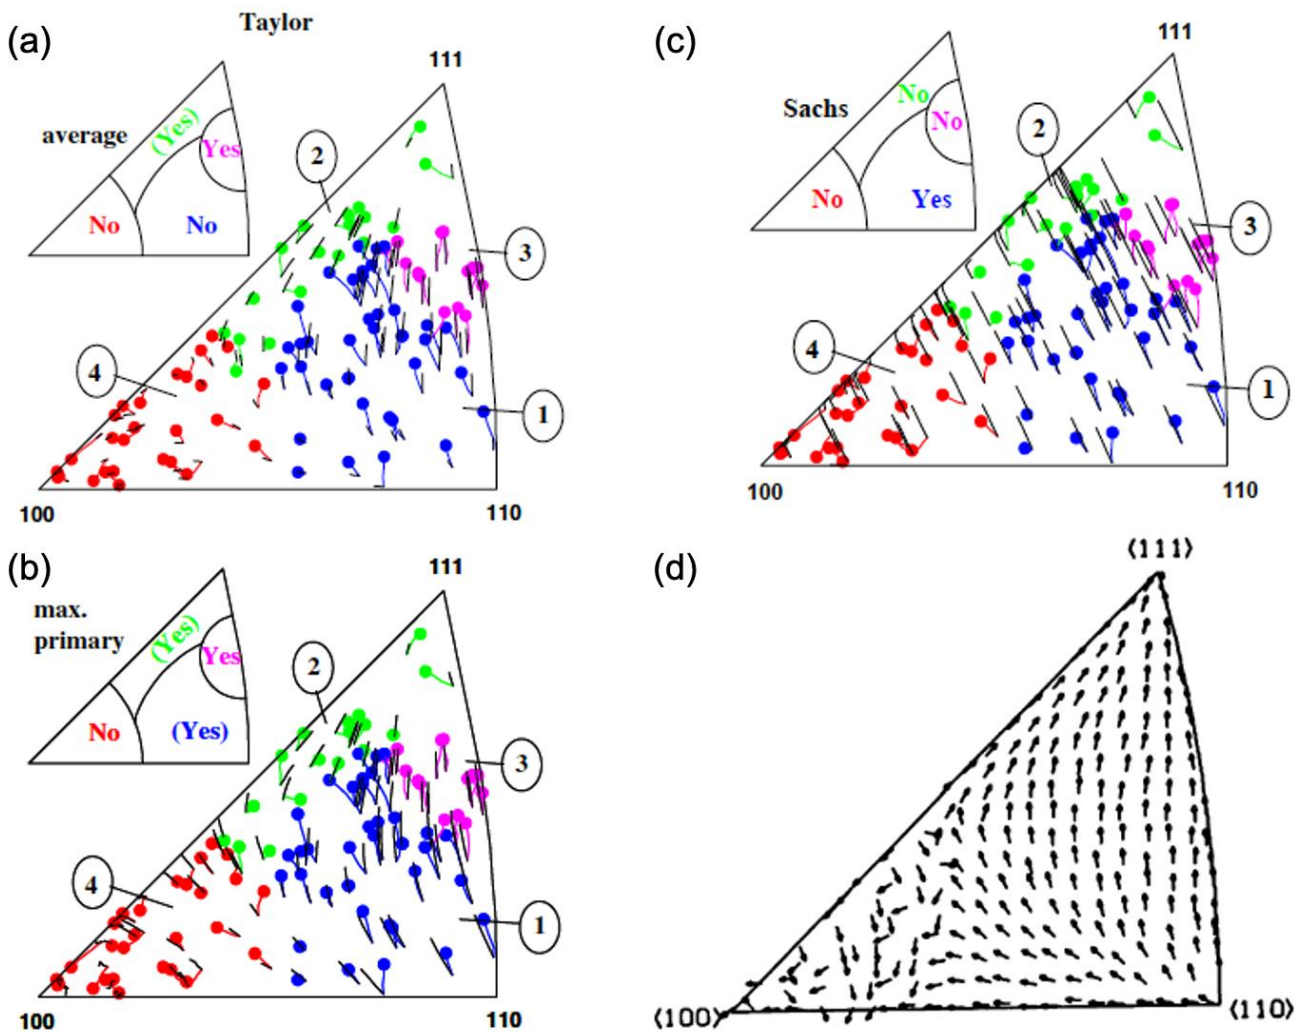 (a)
Taylor
111
average
(Yes)
Yes
No
No
2
3
4
1
100
110
(c)
111
Sachs
No
No
No
Yes
2
3
4
1
100
110
(b)
111
max.
primary
(Yes)
Yes
No
(Yes)
2
3
4
1
100
110
(d)
⟨111⟩
⟨100⟩
⟨110⟩